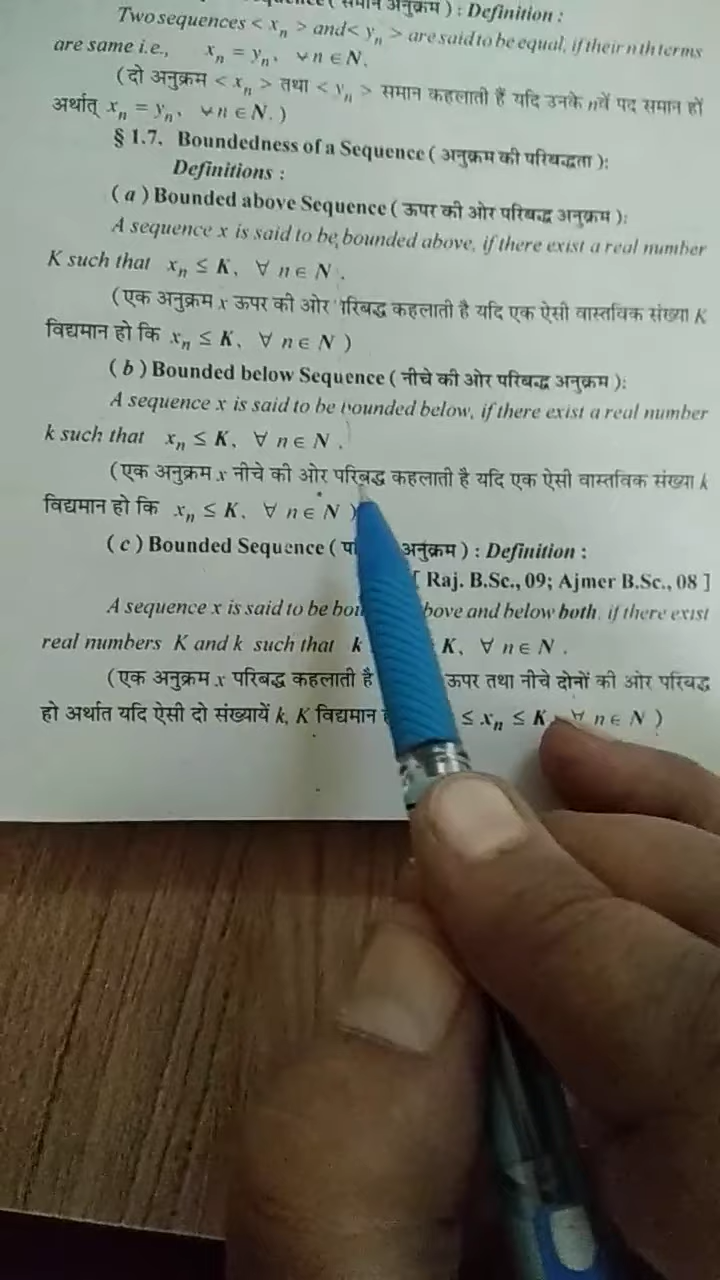 (समान अनुक्रम) : Definition :
Two sequences < xₙ > and < yₙ > are said to be equal, if their nth terms
are same i.e., xₙ = yₙ, ∀ n ∈ N.
(दो अनुक्रम < xₙ > तथा < yₙ > समान कहलाती हैं यदि उनके nवें पद समान हों
अर्थात् xₙ = yₙ, ∀ n ∈ N.)
§ 1.7. Boundedness of a Sequence ( अनुक्रम की परिबद्धता ):
Definitions :
( a ) Bounded above Sequence ( ऊपर की ओर परिबद्ध अनुक्रम ):
A sequence x is said to be bounded above, if there exist a real number
K such that xₙ ≤ K, ∀ n ∈ N .
(एक अनुक्रम x ऊपर की ओर रिबद्ध कहलाता है यदि एक ऐसी वास्तविक संख्या K
विद्यमान हो कि xₙ ≤ K, ∀ n ∈ N )
( b ) Bounded below Sequence ( नीचे की ओर परिबद्ध अनुक्रम ):
A sequence x is said to be bounded below, if there exist a real number
k such that xₙ ≤ K, ∀ n ∈ N .
(एक अनुक्रम x नीचे की ओर परिबद्ध कहलाता है यदि एक ऐसी वास्तविक संख्या k
विद्यमान हो कि xₙ ≤ K, ∀ n ∈ N )
( c ) Bounded Sequence ( अनुक्रम ) : Definition :
[ Raj. B.Sc., 09; Ajmer B.Sc., 08 ]
A sequence x is said to be above and below both, if there exist
real numbers K and k such that k K, ∀ n ∈ N .
(एक अनुक्रम x परिबद्ध कहलाती है ऊपर तथा नीचे दोनों की ओर परिबद्ध
हो अर्थात यदि ऐसी दो संख्यायें k, K विद्यमान ≤ xₙ ≤ K, ∀ n ∈ N )